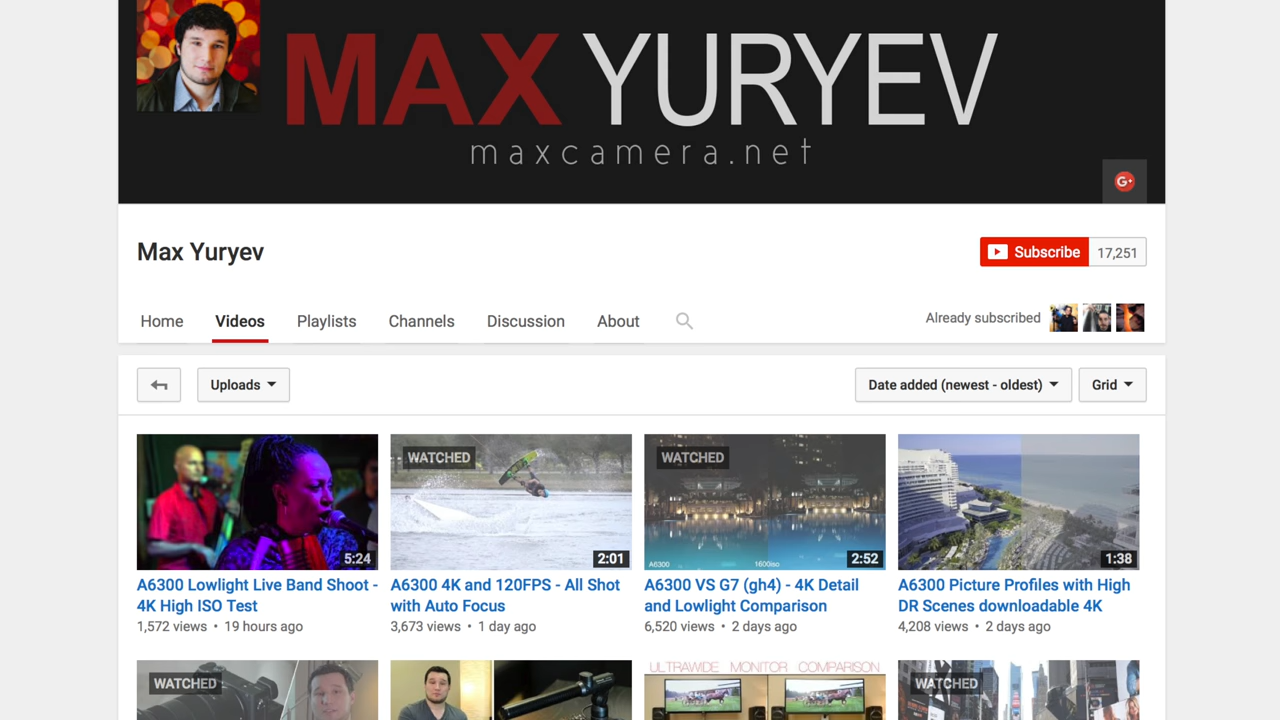 MAX YURYEV
maxcamera.net
G+
Max Yuryev
Subscribe 17,251
Home Videos Playlists Channels Discussion About
Already subscribed
Uploads
Date added (newest - oldest) Grid
WATCHED WATCHED
A6300 1600iso
5:24 2:01 2:52 1:38
A6300 Lowlight Live Band Shoot -
4K High ISO Test
1,572 views • 19 hours ago
A6300 4K and 120FPS - All Shot
with Auto Focus
3,673 views • 1 day ago
A6300 VS G7 (gh4) - 4K Detail
and Lowlight Comparison
6,520 views • 2 days ago
A6300 Picture Profiles with High
DR Scenes downloadable 4K
4,208 views • 2 days ago
WATCHED
ULTRAWIDE MONITOR COMPARISON
WATCHED